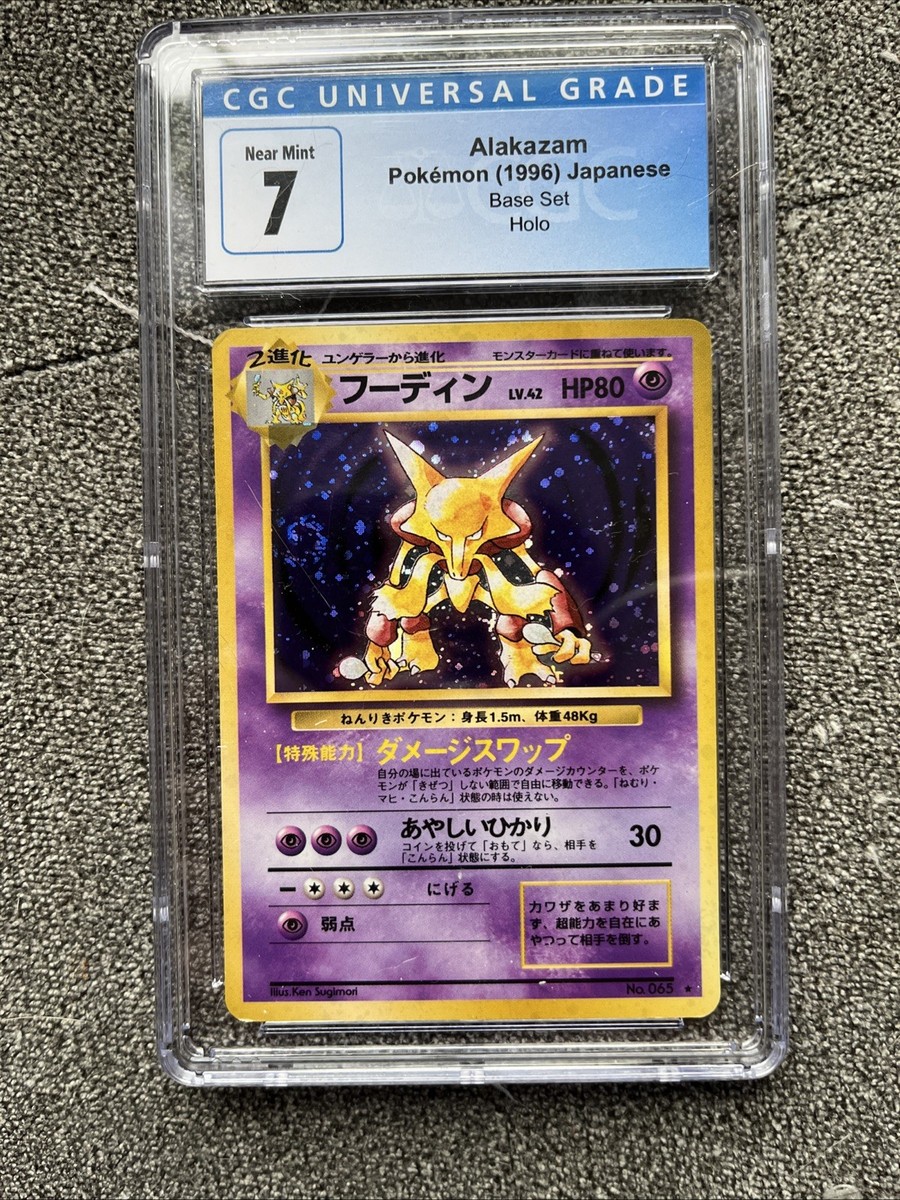 CGC UNIVERSAL GRADE
Near Mint
7
Alakazam
Pokémon (1996) Japanese
Base Set
Holo
2進化 ユンゲラーから進化 モンスターカードに重ねて使います。
フーディン LV.42 HP80
ねんりきポケモン：身長1.5m、体重48Kg
【特殊能力】ダメージスワップ
自分の場に出ているポケモンのダメージカウンターを、ポケ
モンが「きぜつ」しない範囲で自由に移動できる。「ねむり・
マヒ・こんらん」状態の時は使えない。
あやしいひかり 30
コインを投げて「おもて」なら、相手を
「こんらん」状態にする。
にげる
弱点
力ワザをあまり好ま
ず、超能力を自在にあ
やつって相手を倒す。
Illus.Ken Sugimori No.065 ★